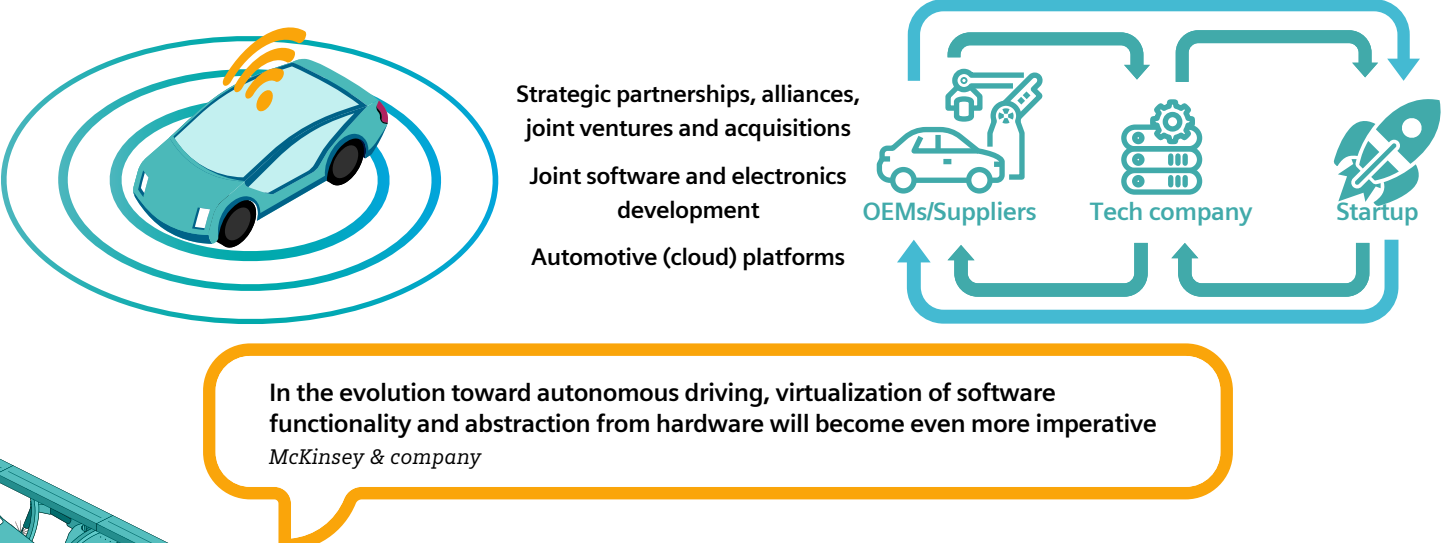 Strategic partnerships, alliances,
joint ventures and acquisitions
Joint software and electronics
development
Automotive (cloud) platforms
OEMs/Suppliers
Tech company
Startup
In the evolution toward autonomous driving, virtualization of software
functionality and abstraction from hardware will become even more imperative
McKinsey & company